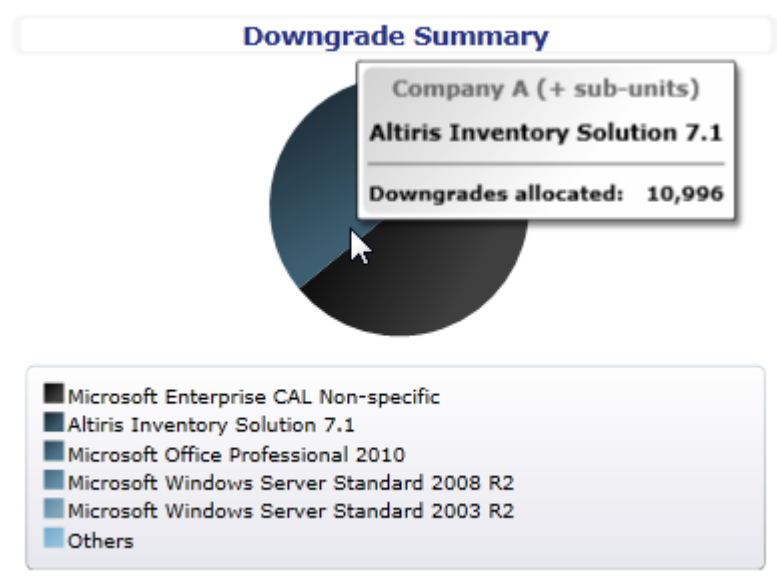 Downgrade Summary
Company A (+ sub-units)
Altiris Inventory Solution 7.1
Downgrades allocated: 10,996
Microsoft Enterprise CAL Non-specific
Altiris Inventory Solution 7.1
Microsoft Office Professional 2010
Microsoft Windows Server Standard 2008 R2
Microsoft Windows Server Standard 2003 R2
Others